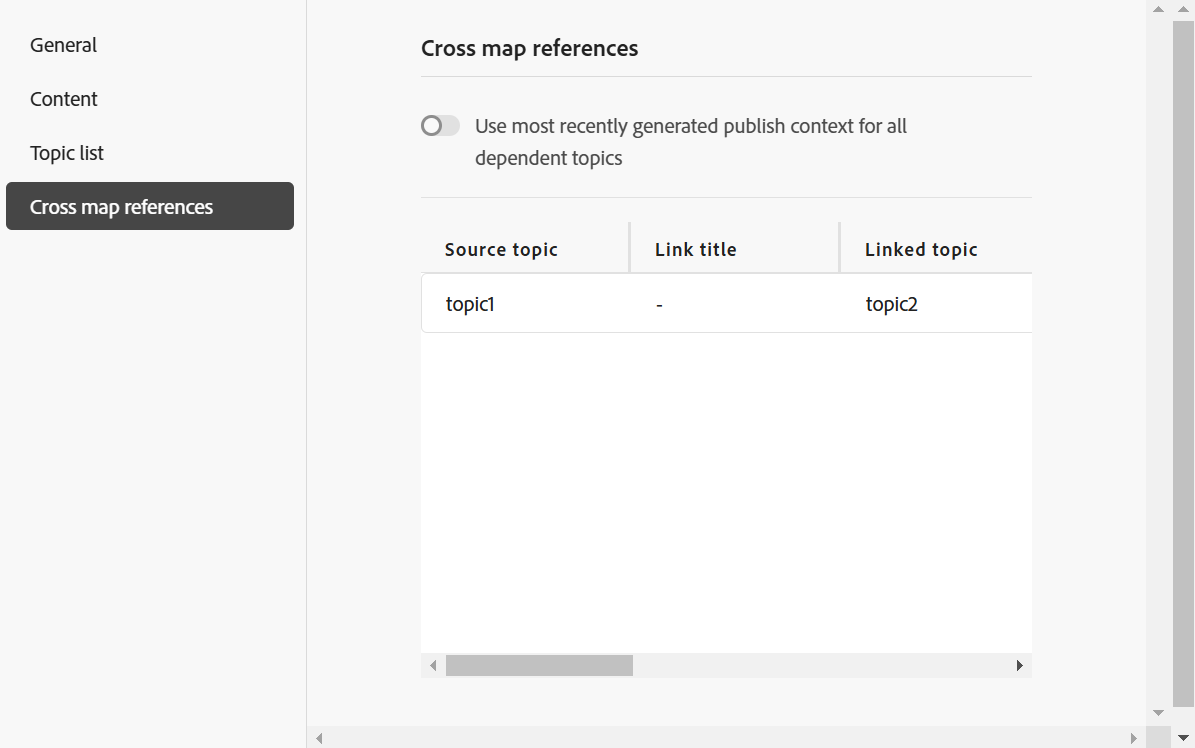 General
Content
Topic list
Cross map references
Cross map references
Use most recently generated publish context for all
dependent topics
Source topic
Link title
Linked topic
topic1
-
topic2